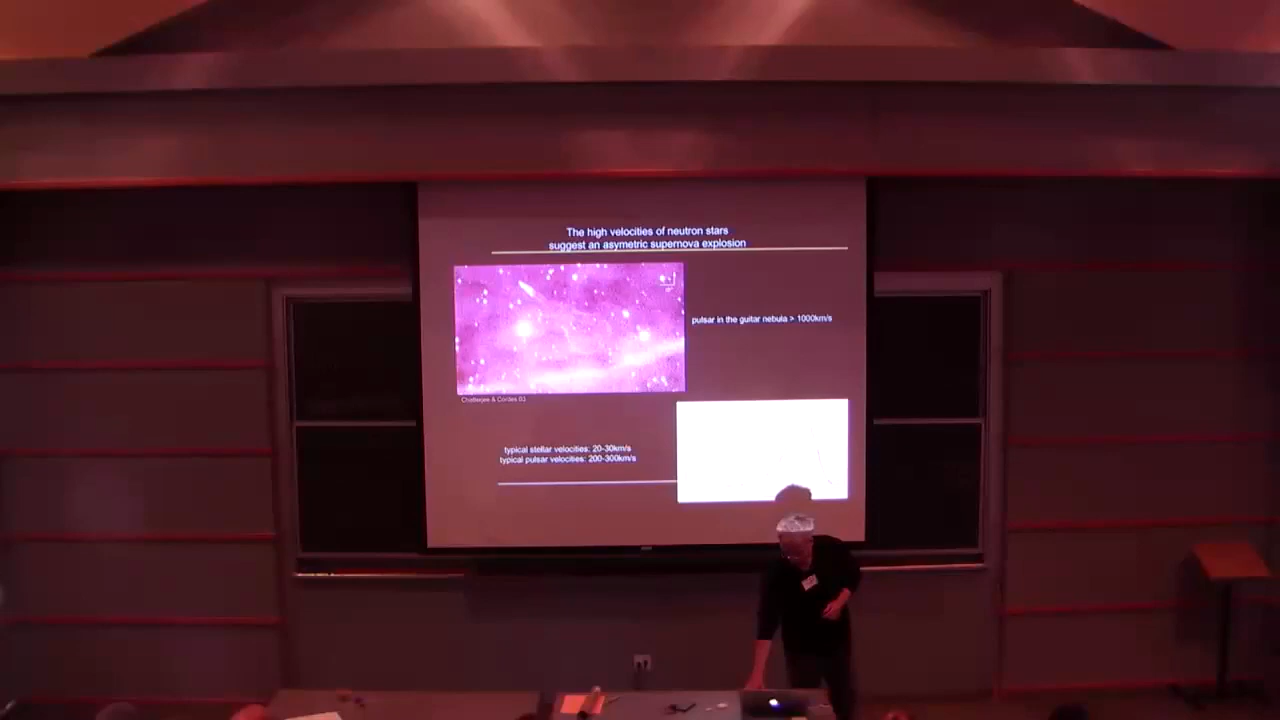 The high velocities of neutron stars
suggest an asymetric supernova explosion
pulsar in the guitar nebula > 1000km/s
Chatterjee & Cordes 03
typical stellar velocities: 20-30km/s
typical pulsar velocities: 200-300km/s